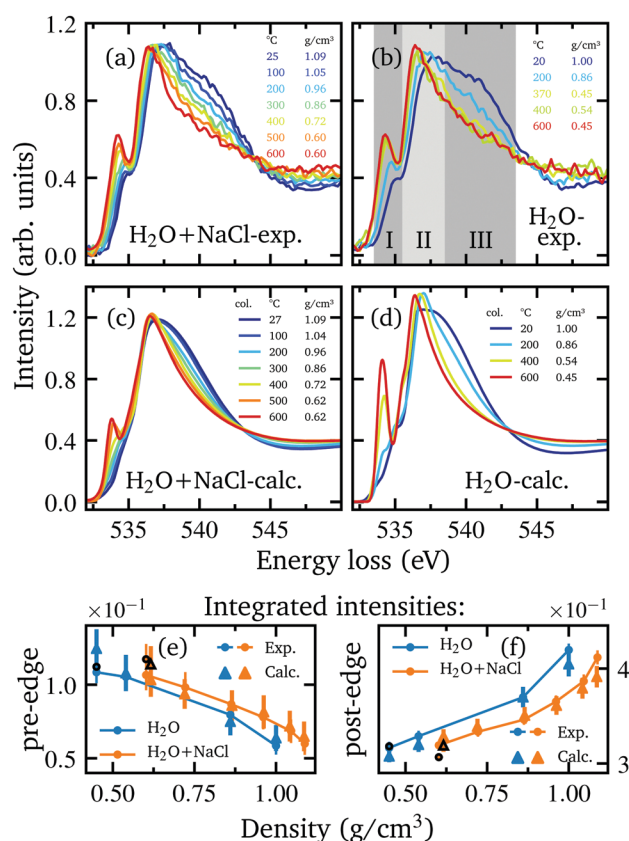 (a)
°C g/cm³
25 1.09
100 1.05
200 0.96
300 0.86
400 0.72
500 0.60
600 0.60
H₂O+NaCl-exp.
(b)
°C g/cm³
20 1.00
200 0.86
370 0.45
400 0.54
600 0.45
I II III
H₂O-
exp.
1.2
0.8
0.4
0.0
Intensity (arb. units)
(c)
col. °C g/cm³
27 1.09
100 1.04
200 0.96
300 0.86
400 0.72
500 0.62
600 0.62
H₂O+NaCl-calc.
(d)
col. °C g/cm³
20 1.00
200 0.86
400 0.54
600 0.45
H₂O-calc.
1.2
0.8
0.4
0.0
535 540 545 535 540 545
Energy loss (eV)
×10⁻¹ Integrated intensities: ×10⁻¹
(e)
Exp.
Calc.
H₂O
H₂O+NaCl
1.0
0.5
pre-edge
0.50 0.75 1.00
(f)
H₂O
H₂O+NaCl
Exp.
Calc.
4
3
post-edge
0.50 0.75 1.00
Density (g/cm³)